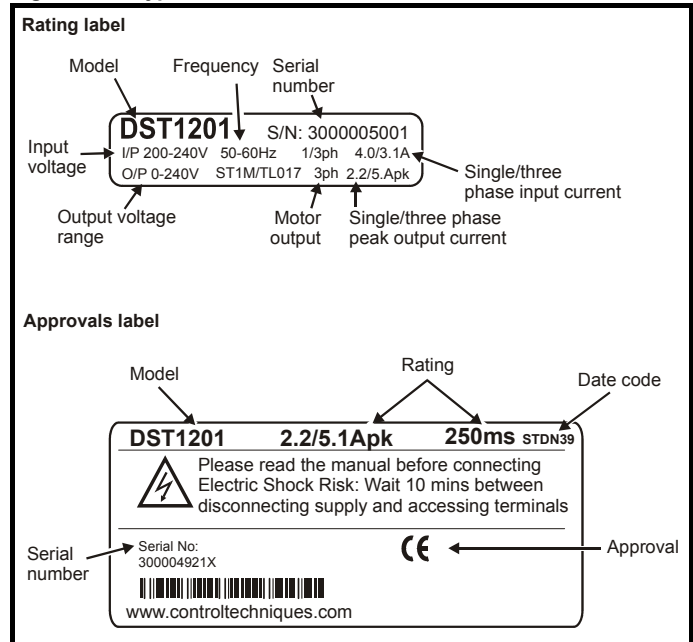 Rating label
Model
Frequency
Serial
number
DST1201 S/N: 3000005001
Input
voltage
I/P 200-240V 50-60Hz 1/3ph 4.0/3.1A
O/P 0-240V ST1M/TL017 3ph 2.2/5.Apk
Single/three
phase input current
Output voltage
range
Motor
output
Single/three phase
peak output current
Approvals label
Model
Rating
Date code
DST1201 2.2/5.1Apk 250ms STDN39
Please read the manual before connecting
Electric Shock Risk: Wait 10 mins between
disconnecting supply and accessing terminals
Serial
number
Serial No:
300004921X
CE
Approval
www.controltechniques.com